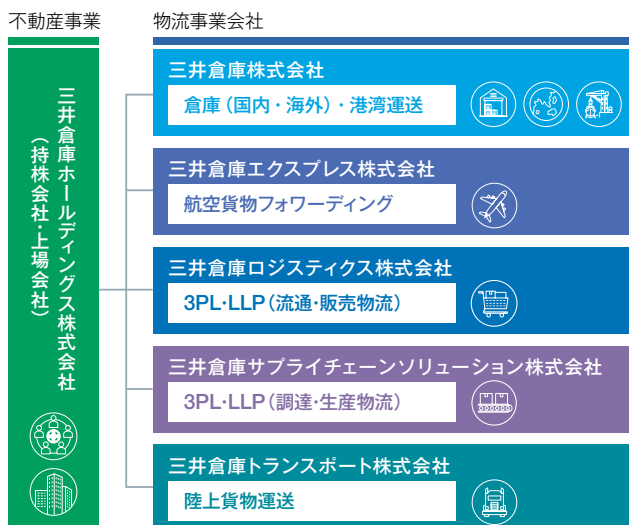 不動産事業
物流事業会社
三井倉庫ホールディングス株式会社
（持株会社・上場会社）
三井倉庫株式会社
倉庫（国内・海外）・港湾運送
三井倉庫エクスプレス株式会社
航空貨物フォワーディング
三井倉庫ロジスティクス株式会社
3PL・LLP（流通・販売物流）
三井倉庫サプライチェーンソリューション株式会社
3PL・LLP（調達・生産物流）
三井倉庫トランスポート株式会社
陸上貨物運送